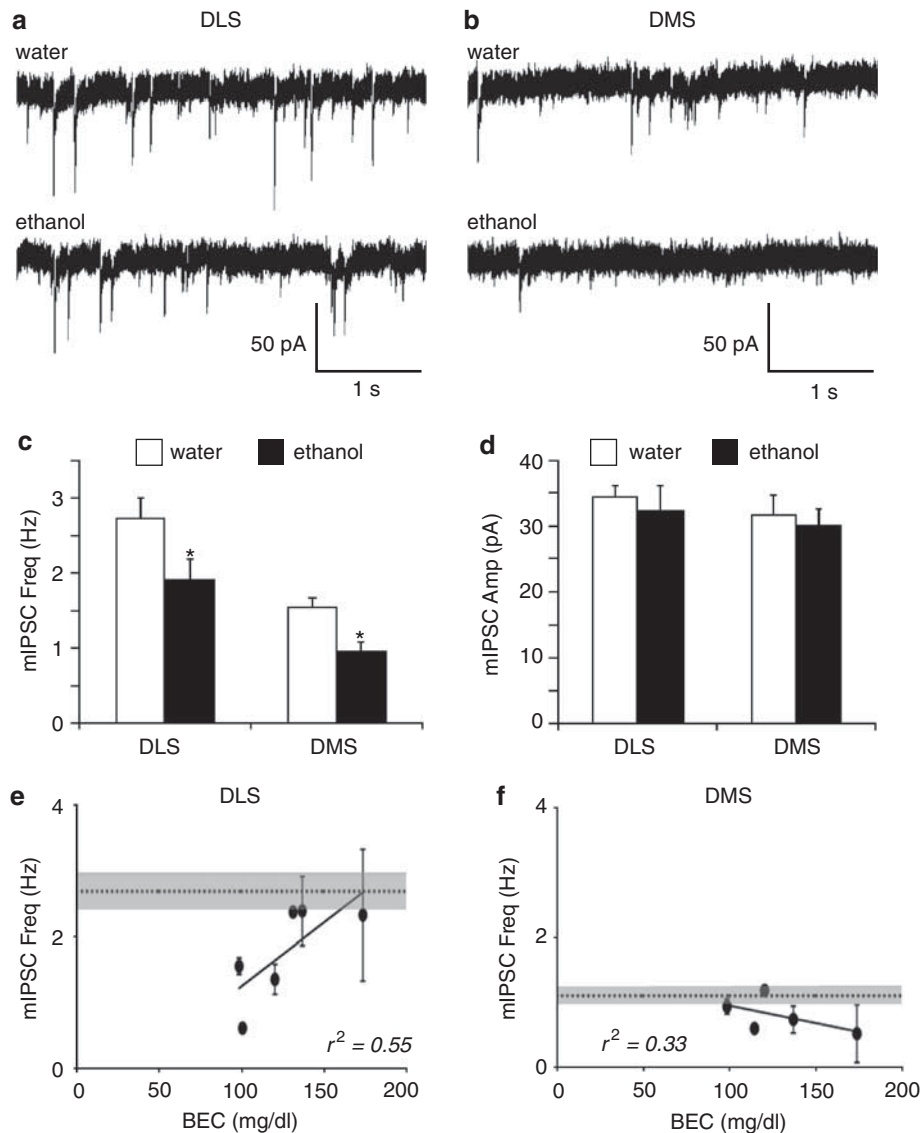 a DLS
water
ethanol
50 pA
1 s
b DMS
water
ethanol
50 pA
1 s
c
water ethanol
mIPSC Freq (Hz)
3
2
1
0
*
*
DLS DMS
d
water ethanol
mIPSC Amp (pA)
40
30
20
10
0
DLS DMS
e DLS
mIPSC Freq (Hz)
4
2
0
r² = 0.55
0 50 100 150 200
BEC (mg/dl)
f DMS
mIPSC Freq (Hz)
4
2
0
r² = 0.33
0 50 100 150 200
BEC (mg/dl)